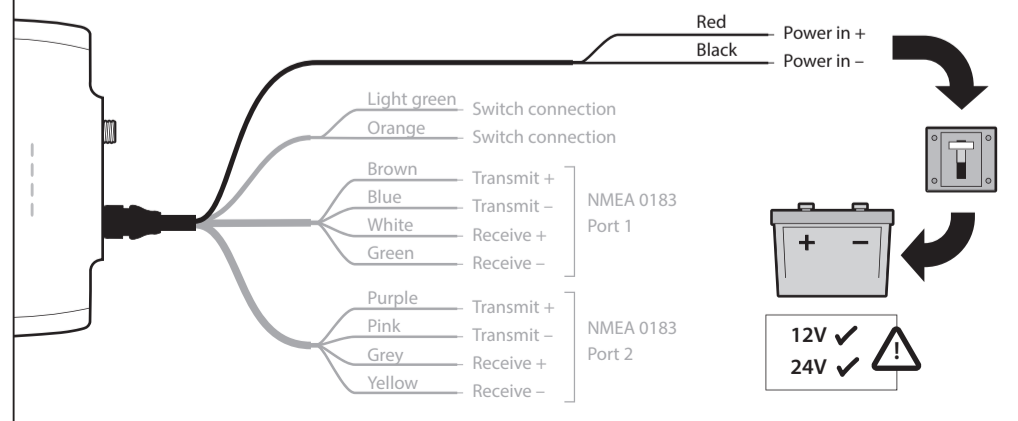 Red Power in +
Black Power in –
Light green Switch connection
Orange Switch connection
Brown Transmit +
Blue Transmit –
White Receive +
Green Receive –
NMEA 0183
Port 1
Purple Transmit +
Pink Transmit –
Grey Receive +
Yellow Receive –
NMEA 0183
Port 2
+ –
12V ✓
24V ✓
!